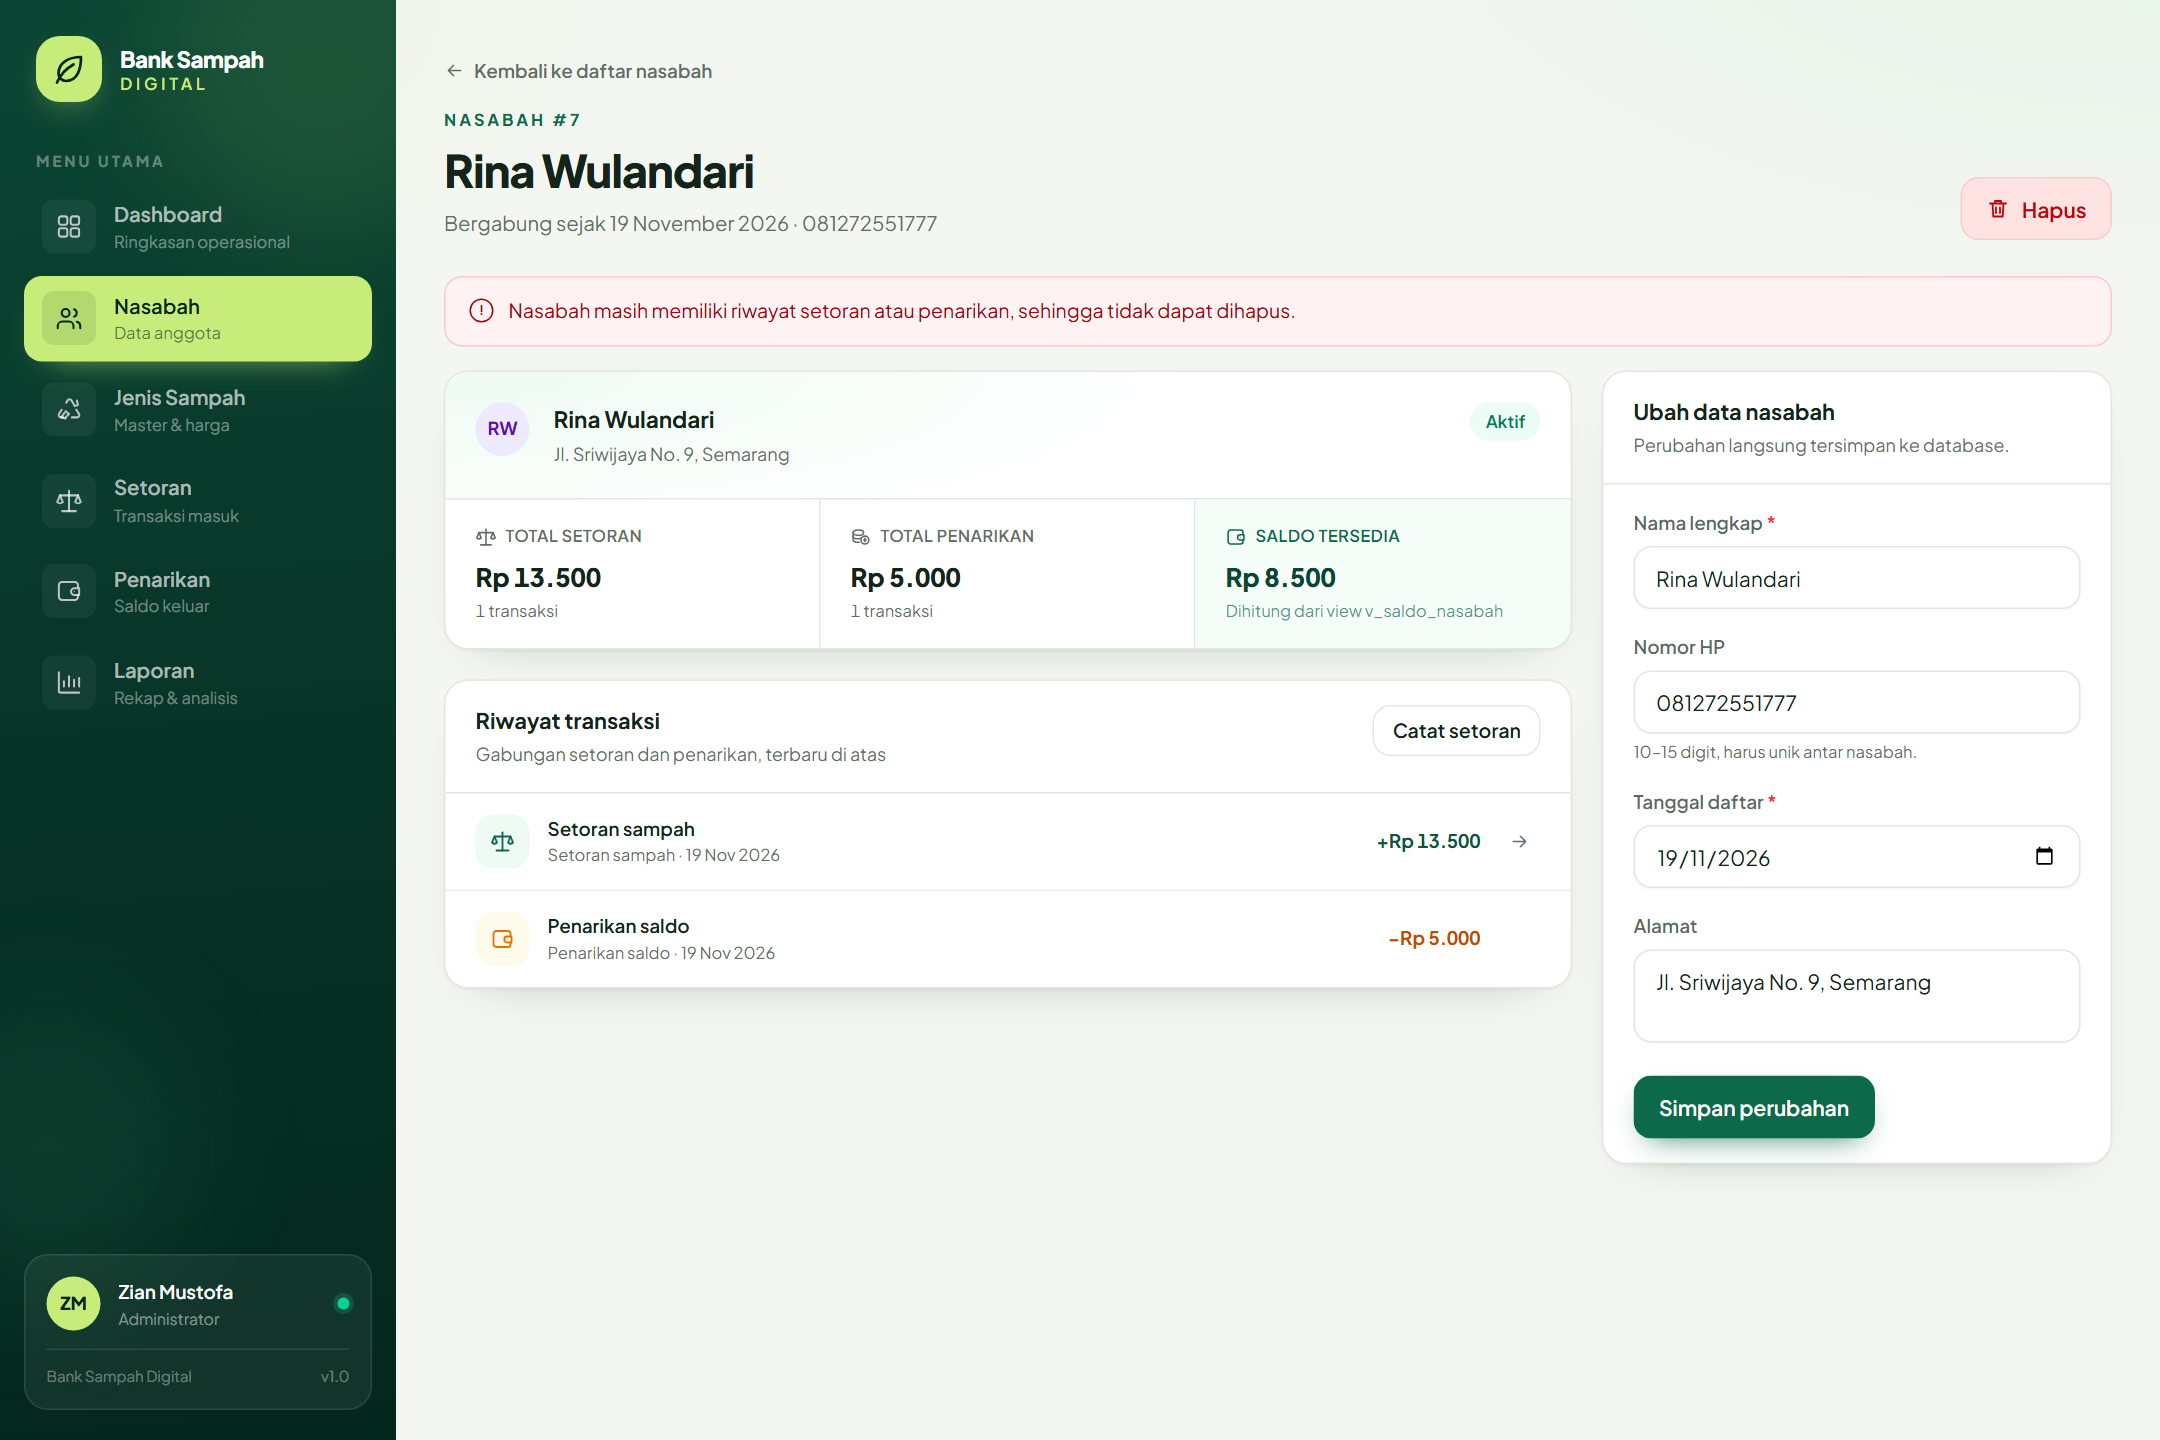 Bank Sampah
DIGITAL
MENU UTAMA
Dashboard
Ringkasan operasional
Nasabah
Data anggota
Jenis Sampah
Master & harga
Setoran
Transaksi masuk
Penarikan
Saldo keluar
Laporan
Rekap & analisis
ZM
Zian Mustofa
Administrator
Bank Sampah Digital
v1.0
← Kembali ke daftar nasabah
NASABAH #7
Rina Wulandari
Bergabung sejak 19 November 2026 · 081272551777
Hapus
Nasabah masih memiliki riwayat setoran atau penarikan, sehingga tidak dapat dihapus.
RW
Rina Wulandari
Jl. Sriwijaya No. 9, Semarang
Aktif
TOTAL SETORAN
Rp 13.500
1 transaksi
TOTAL PENARIKAN
Rp 5.000
1 transaksi
SALDO TERSEDIA
Rp 8.500
Dihitung dari view v_saldo_nasabah
Riwayat transaksi
Gabungan setoran dan penarikan, terbaru di atas
Catat setoran
Setoran sampah
Setoran sampah · 19 Nov 2026
+Rp 13.500 →
Penarikan saldo
Penarikan saldo · 19 Nov 2026
−Rp 5.000
Ubah data nasabah
Perubahan langsung tersimpan ke database.
Nama lengkap *
Rina Wulandari
Nomor HP
081272551777
10–15 digit, harus unik antar nasabah.
Tanggal daftar *
19/11/2026
Alamat
Jl. Sriwijaya No. 9, Semarang
Simpan perubahan